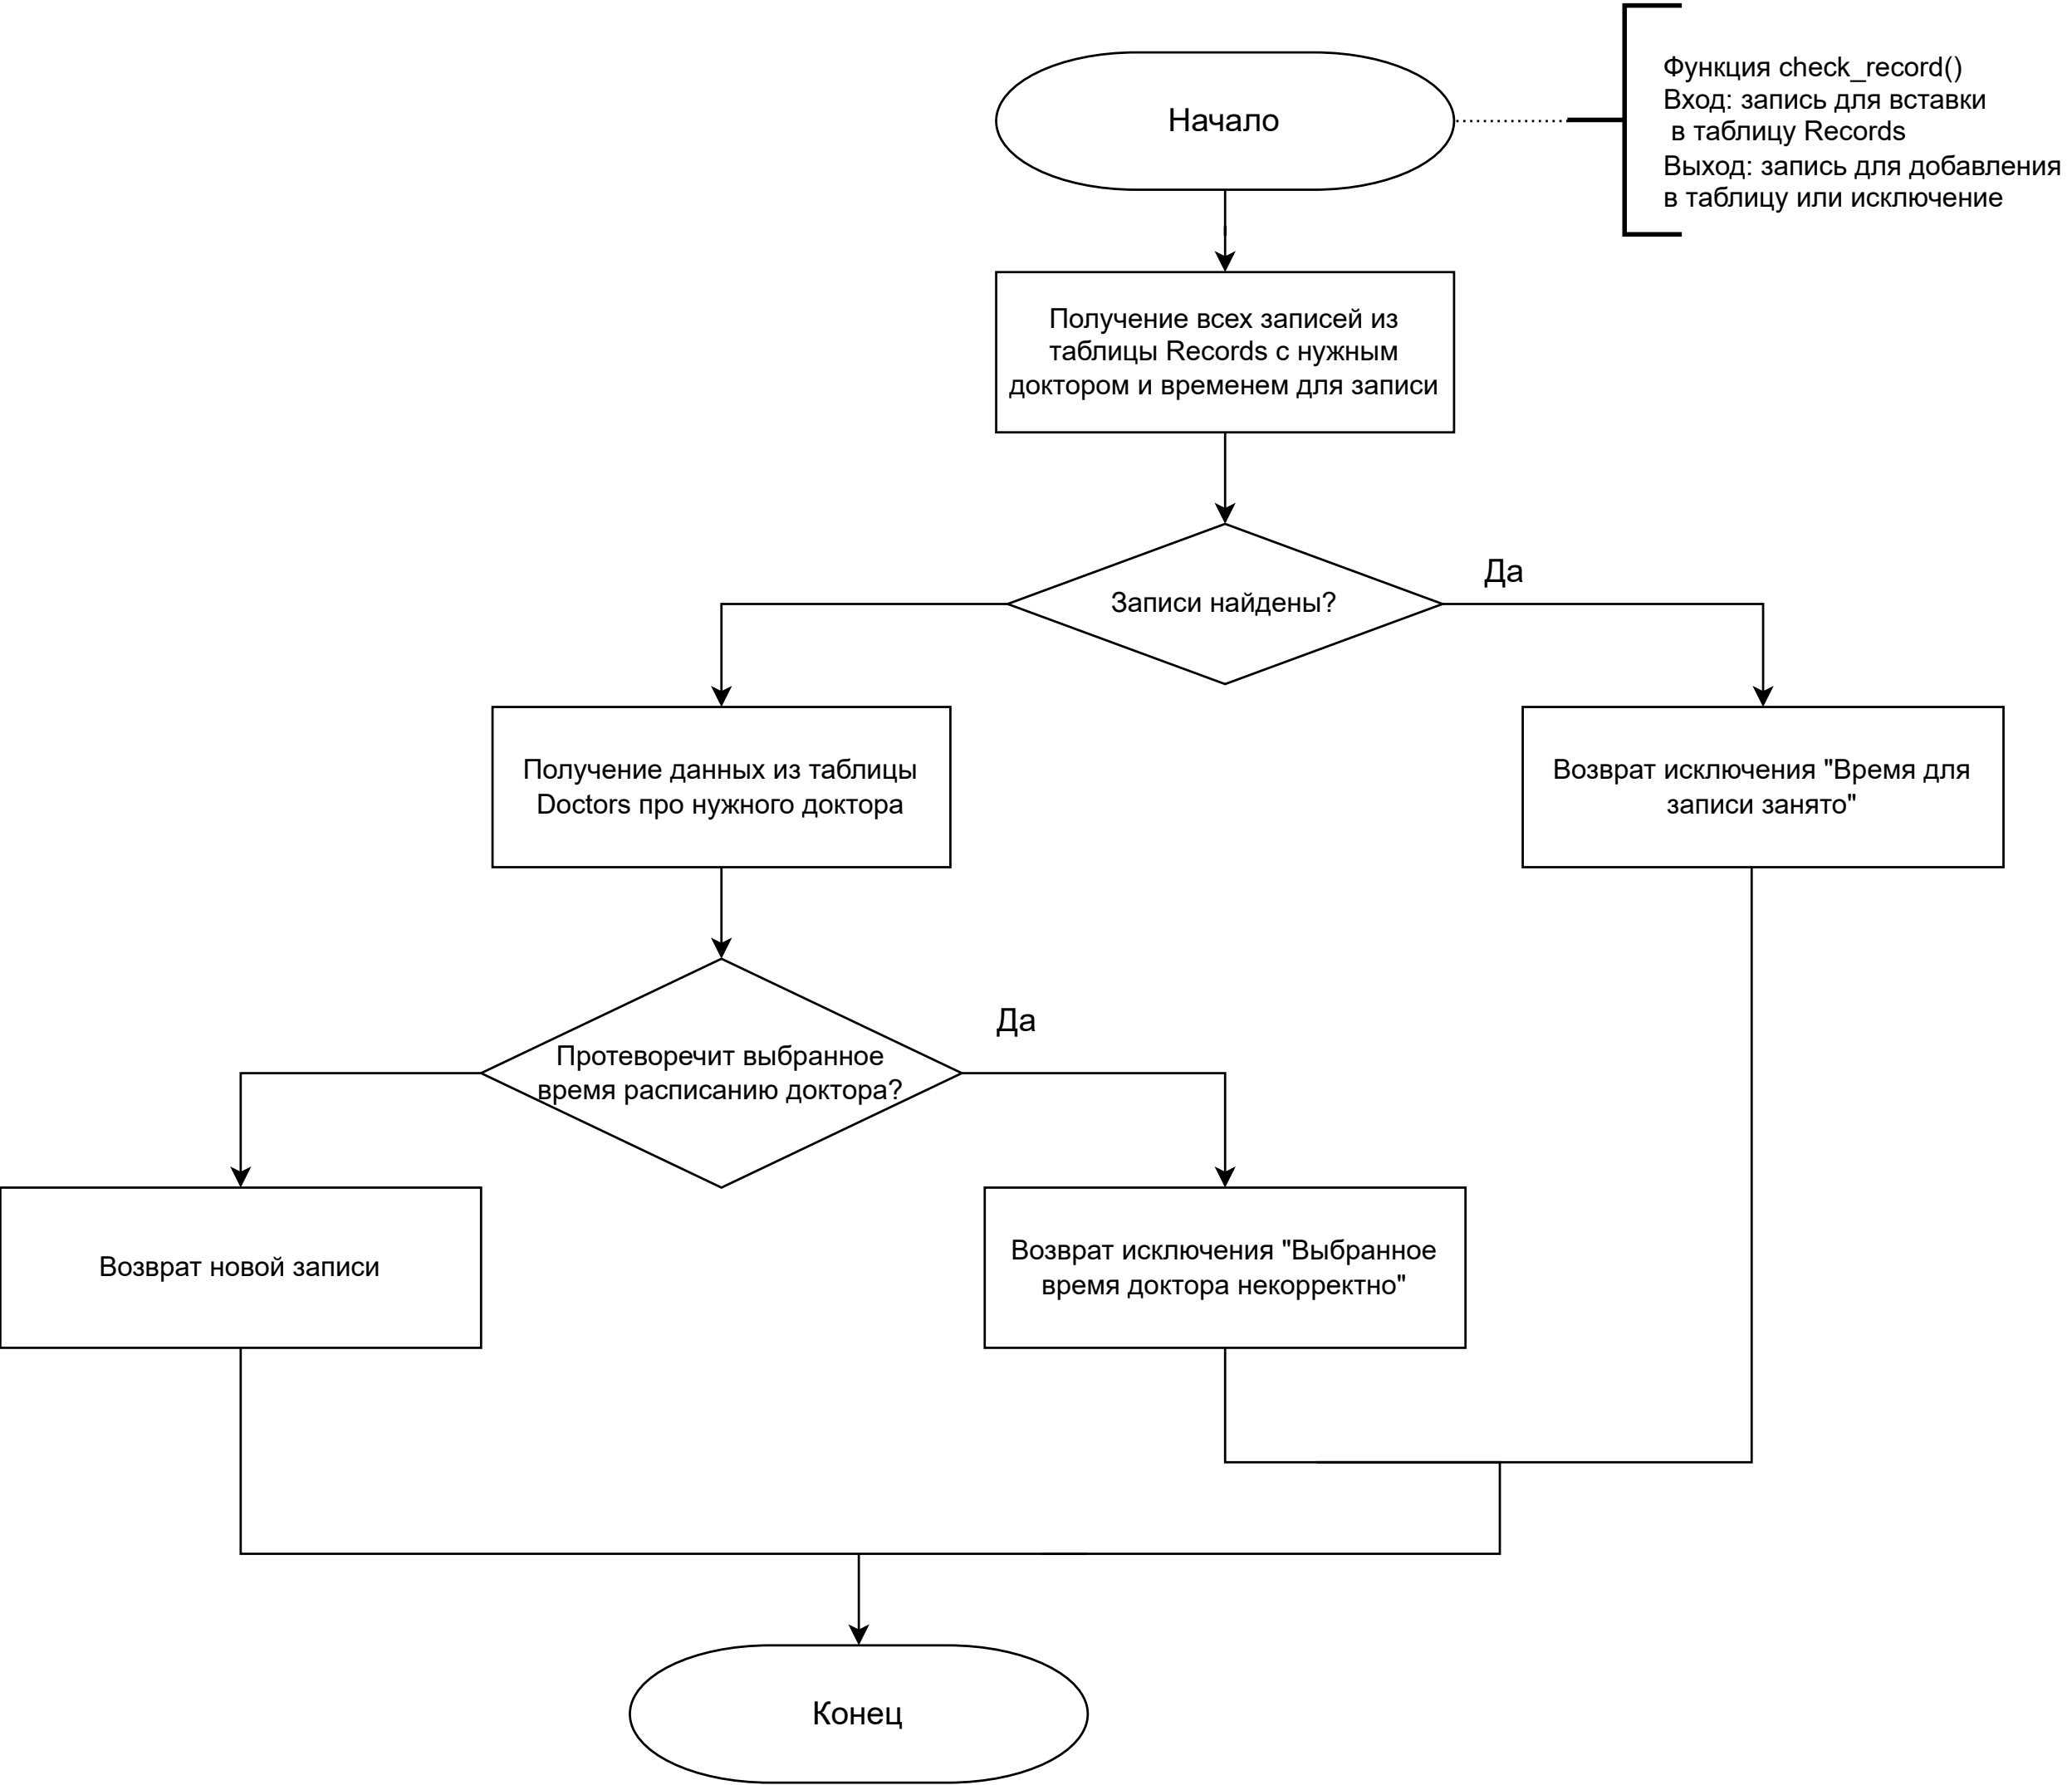 Начало
Функция check_record()
Вход: запись для вставки
в таблицу Records
Выход: запись для добавления
в таблицу или исключение
Получение всех записей из
таблицы Records с нужным
доктором и временем для записи
Записи найдены?
Да
Получение данных из таблицы
Doctors про нужного доктора
Возврат исключения "Время для
записи занято"
Протеворечит выбранное
время расписанию доктора?
Да
Возврат новой записи
Возврат исключения "Выбранное
время доктора некорректно"
Конец